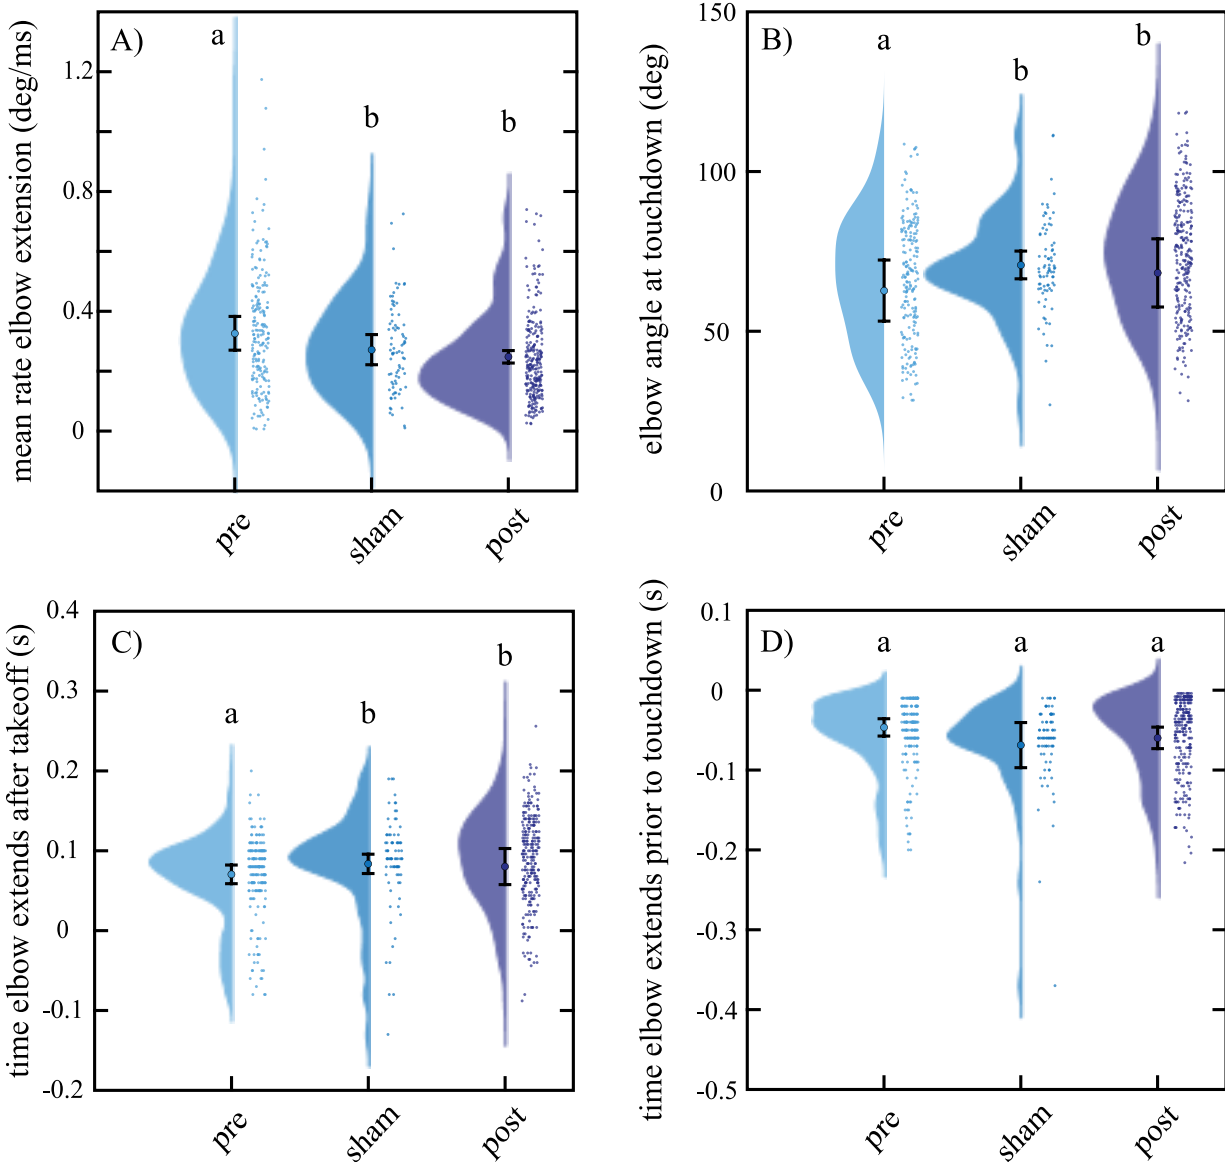 mean rate elbow extension (deg/ms)
A)
a
b
b
1.2
0.8
0.4
0
pre
sham
post
elbow angle at touchdown (deg)
B)
a
b
b
150
100
50
0
pre
sham
post
time elbow extends after takeoff (s)
C)
a
b
b
0.4
0.3
0.2
0.1
0
-0.1
-0.2
pre
sham
post
time elbow extends prior to touchdown (s)
D)
a
a
a
0.1
0
-0.1
-0.2
-0.3
-0.4
-0.5
pre
sham
post